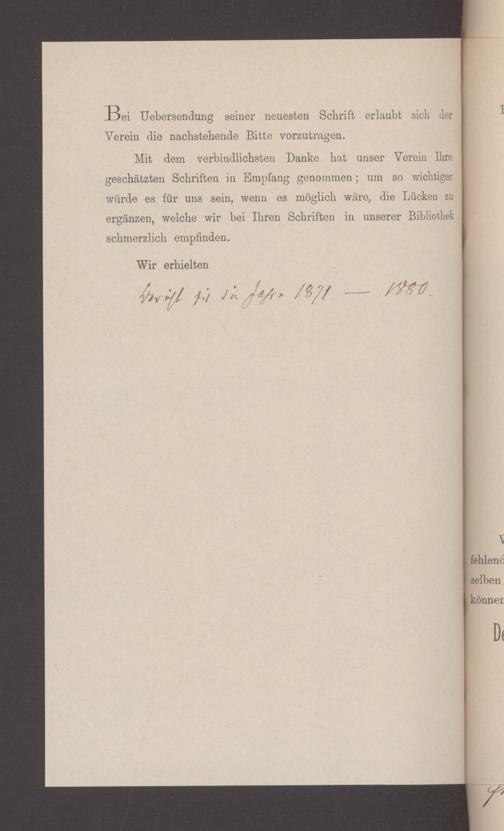 Bei Uebersendung seiner neuesten Schrift erlaubt sich der
Verein die nachstehende Bitte vorzutragen.
Mit dem verbindlichsten Danke hat unser Verein Ihre
geschätzten Schriften in Empfang genommen; um so wichtiger
würde es für uns sein, wenn es möglich wäre, die Lücken zu
ergänzen, welche wir bei Ihren Schriften in unserer Bibliothek
schmerzlich empfinden.
Wir erhielten
Bericht für die Jahre 1871 — 1880.
fehlend
selben
können